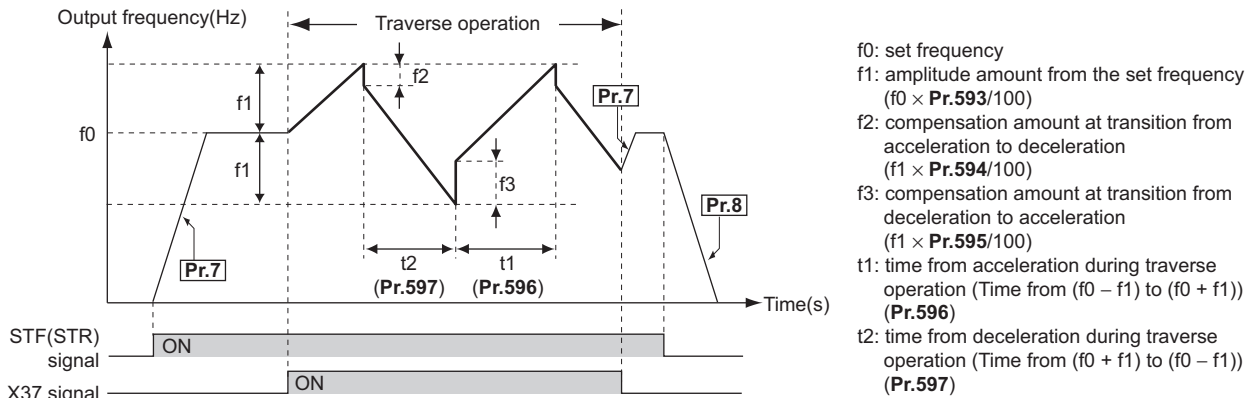 Output frequency(Hz)
Traverse operation
f1
f2
Pr.7
f0
f1
f3
Pr.8
Pr.7
t2
(Pr.597)
t1
(Pr.596)
Time(s)
STF(STR)
signal
ON
X37 signal
ON
f0: set frequency
f1: amplitude amount from the set frequency
(f0 × Pr.593/100)
f2: compensation amount at transition from
acceleration to deceleration
(f1 × Pr.594/100)
f3: compensation amount at transition from
deceleration to acceleration
(f1 × Pr.595/100)
t1: time from acceleration during traverse
operation (Time from (f0 − f1) to (f0 + f1))
(Pr.596)
t2: time from deceleration during traverse
operation (Time from (f0 + f1) to (f0 − f1))
(Pr.597)